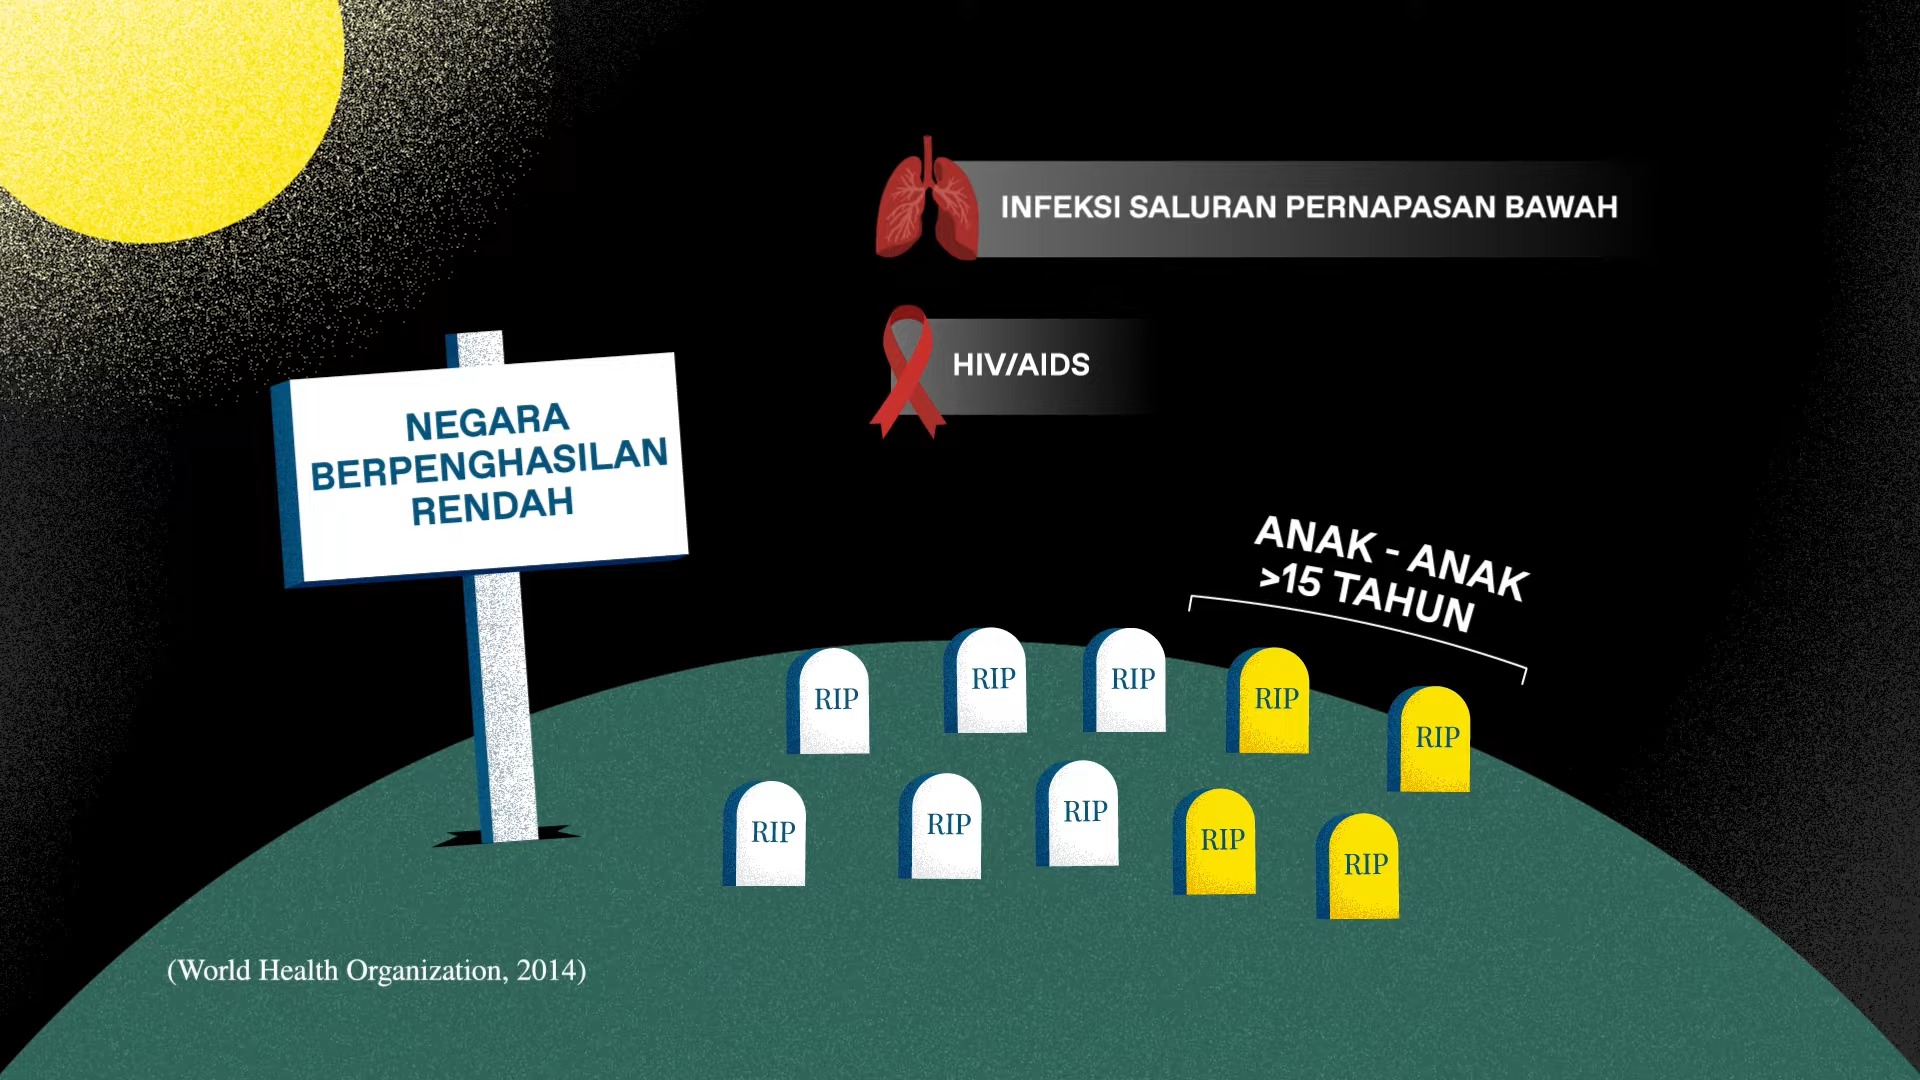 INFEKSI SALURAN PERNAPASAN BAWAH
HIV/AIDS
NEGARA
BERPENGHASILAN
RENDAH
ANAK - ANAK
>15 TAHUN
RIP
RIP
RIP
RIP
RIP
RIP
RIP
RIP
RIP
RIP
(World Health Organization, 2014)